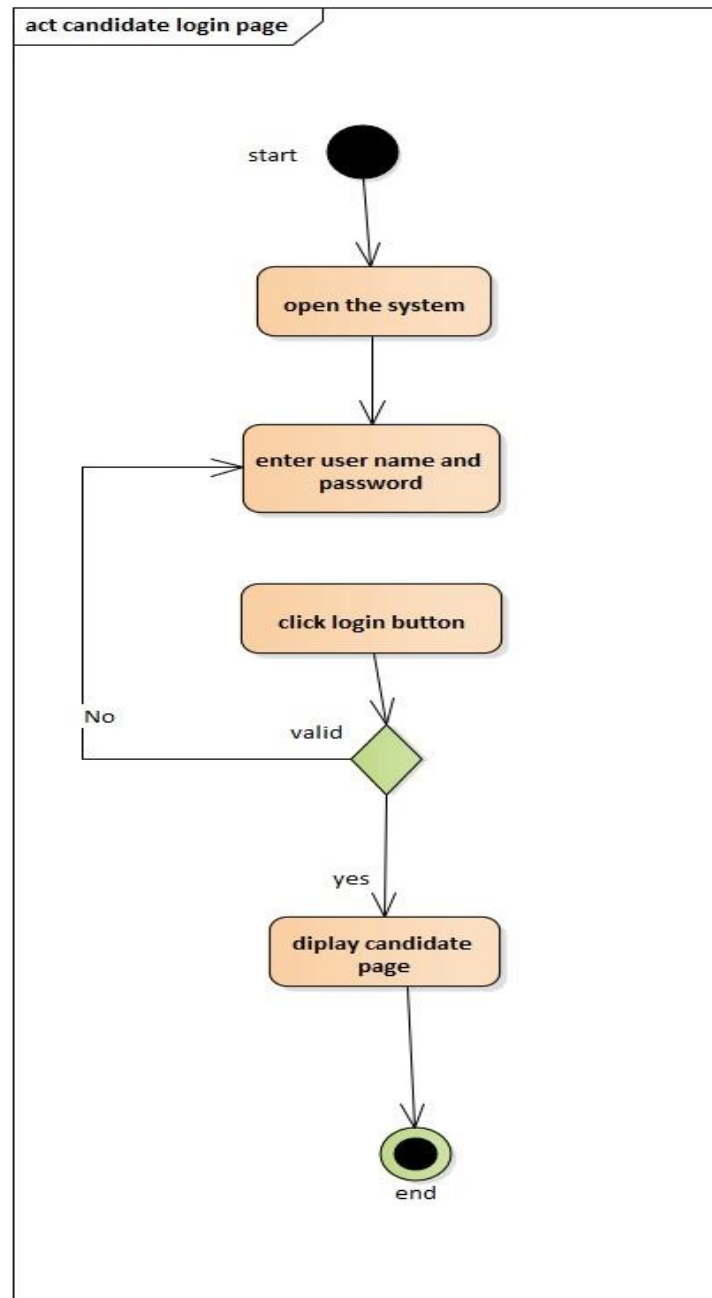 act candidate login page
start
open the system
enter user name and
password
click login button
No
valid
yes
diplay candidate
page
end